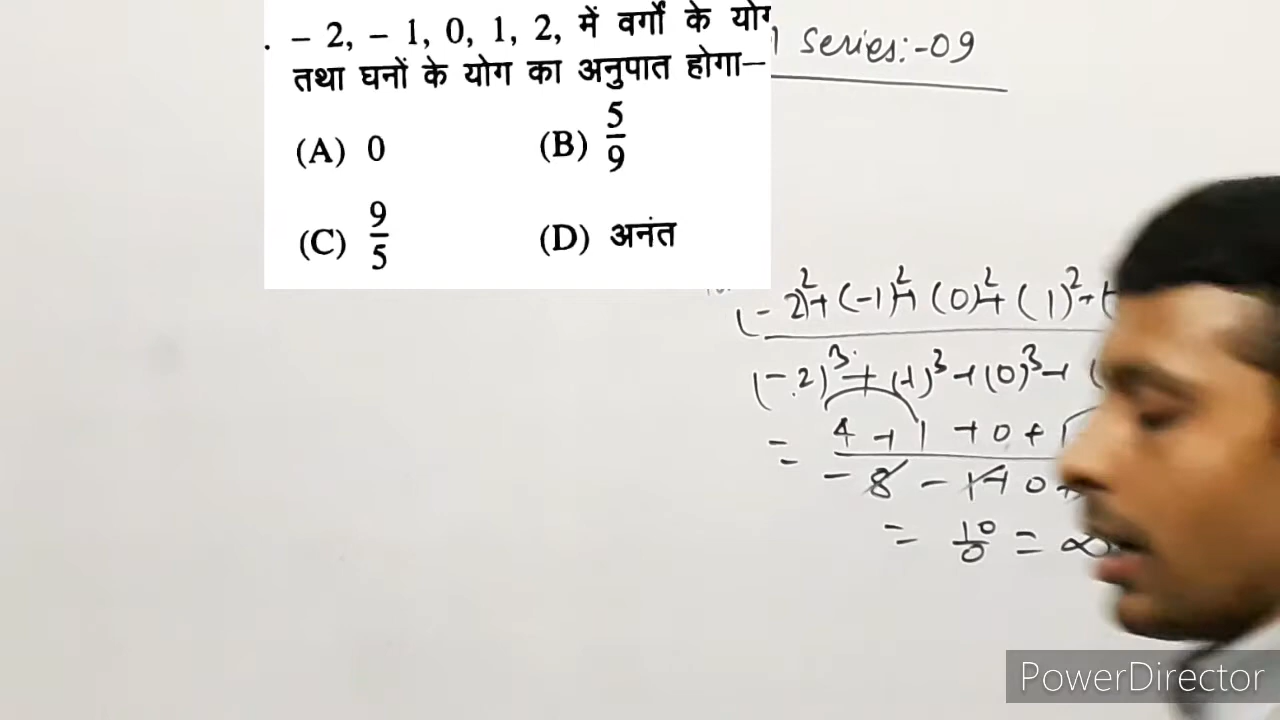 . – 2, – 1, 0, 1, 2, में वर्गों के योग
तथा घनों के योग का अनुपात होगा—
(A) 0 (B) 5/9
(C) 9/5 (D) अनंत
Series:-09
(-2)²+(-1)²+(0)²+(1)²+(
(-2)³+(-1)³+(0)³+(
= 4+1+0+1
-8-1+0+
= 10/0 = ∞
PowerDirector